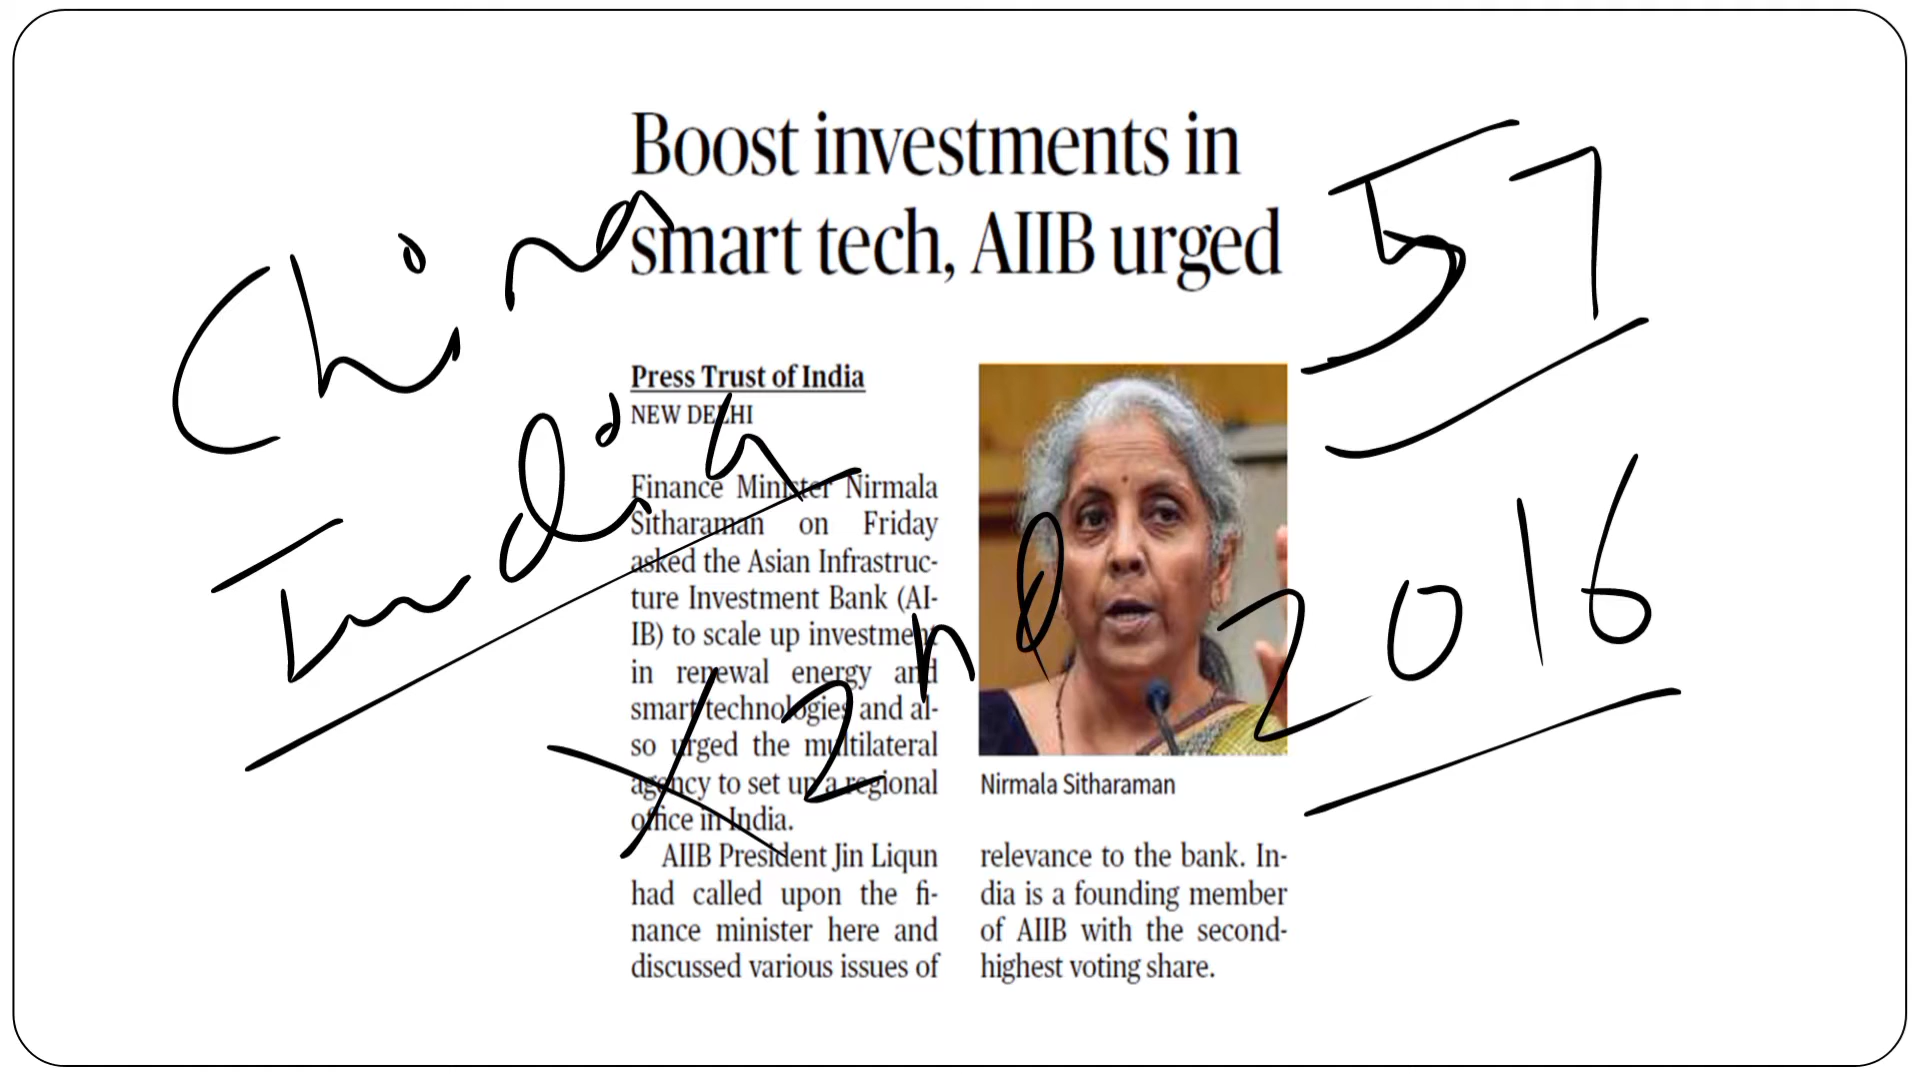 Boost investments in
smart tech, AIIB urged
China
57
Press Trust of India
NEW DELHI
India
Finance Minister Nirmala
Sitharaman on Friday
asked the Asian Infrastruc-
ture Investment Bank (AI-
IB) to scale up investment
in renewal energy and
smart technologies and al-
so urged the multilateral
agency to set up a regional
office in India.
AIIB President Jin Liqun
had called upon the fi-
nance minister here and
discussed various issues of
2nd
2016
Nirmala Sitharaman
relevance to the bank. In-
dia is a founding member
of AIIB with the second-
highest voting share.